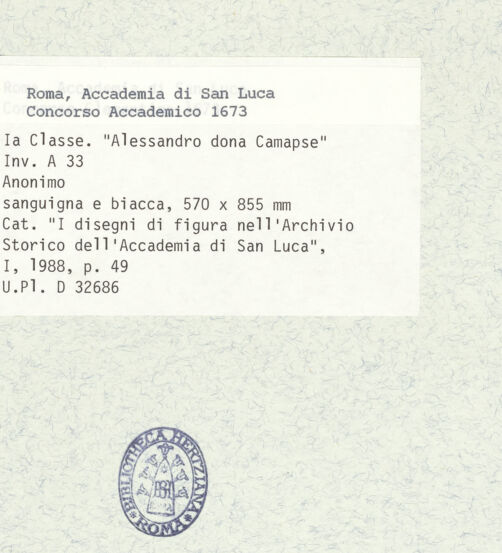 Roma, Accademia di San Luca
Concorso Accademico 1673
Ia Classe. "Alessandro dona Camapse"
Inv. A 33
Anonimo
sanguigna e biacca, 570 x 855 mm
Cat. "I disegni di figura nell'Archivio
Storico dell'Accademia di San Luca",
I, 1988, p. 49
U.Pl. D 32686
BIBLIOTHECA HERTZIANA
ROMA